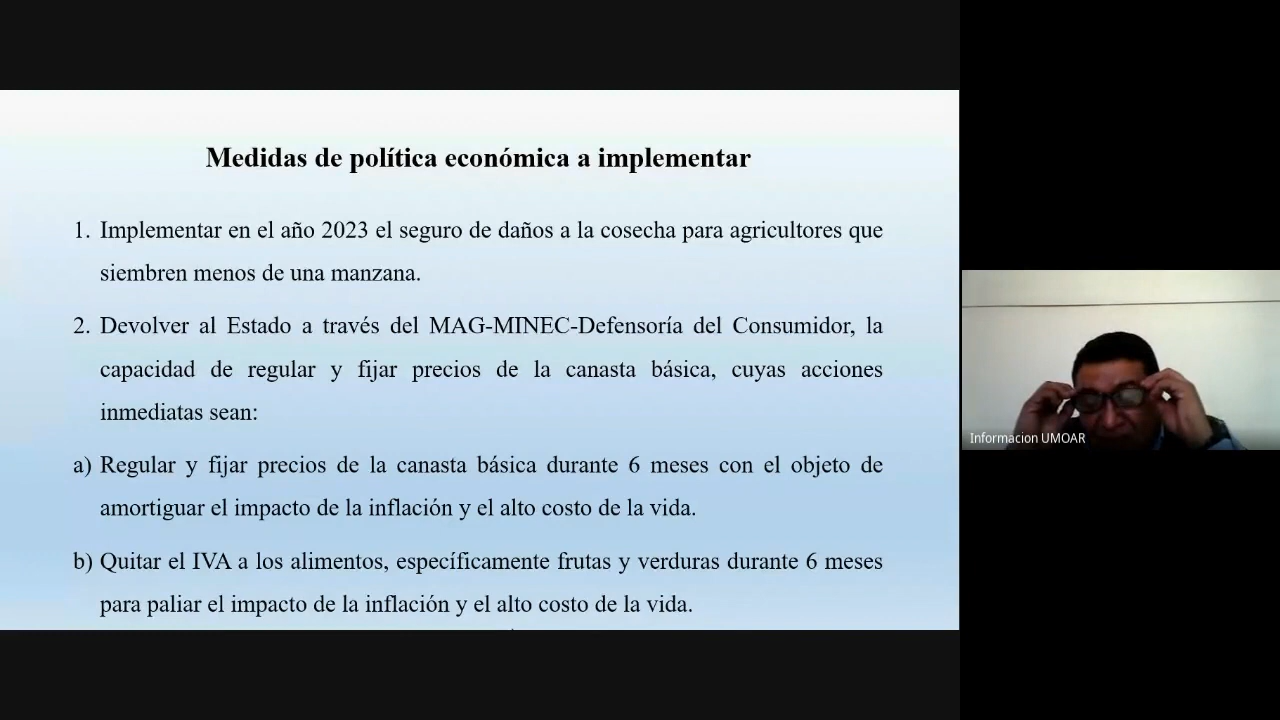 Medidas de política económica a implementar
1. Implementar en el año 2023 el seguro de daños a la cosecha para agricultores que
siembren menos de una manzana.
2. Devolver al Estado a través del MAG-MINEC-Defensoría del Consumidor, la
capacidad de regular y fijar precios de la canasta básica, cuyas acciones
inmediatas sean:
a) Regular y fijar precios de la canasta básica durante 6 meses con el objeto de
amortiguar el impacto de la inflación y el alto costo de la vida.
b) Quitar el IVA a los alimentos, específicamente frutas y verduras durante 6 meses
para paliar el impacto de la inflación y el alto costo de la vida.
Informacion UMOAR